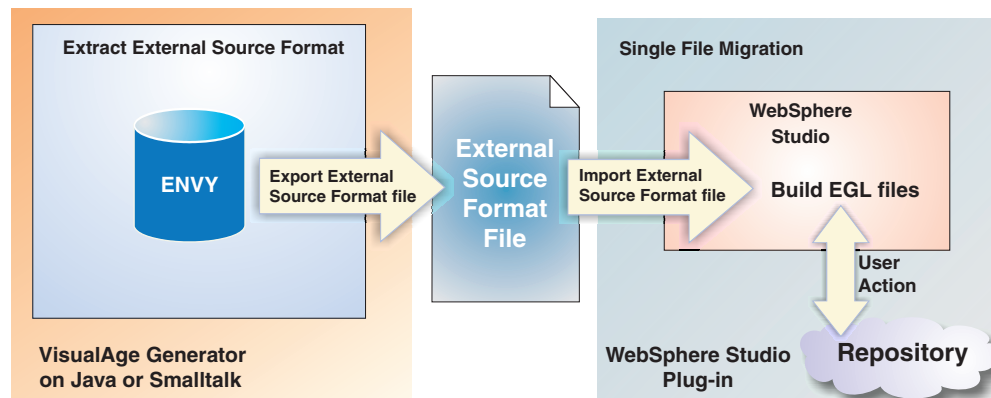 Extract External Source Format
ENVY
Export External
Source Format file
VisualAge Generator
on Java or Smalltalk
External
Source
Format
File
Single File Migration
Import External
Source Format file
WebSphere
Studio
Build EGL files
User
Action
Repository
WebSphere Studio
Plug-in